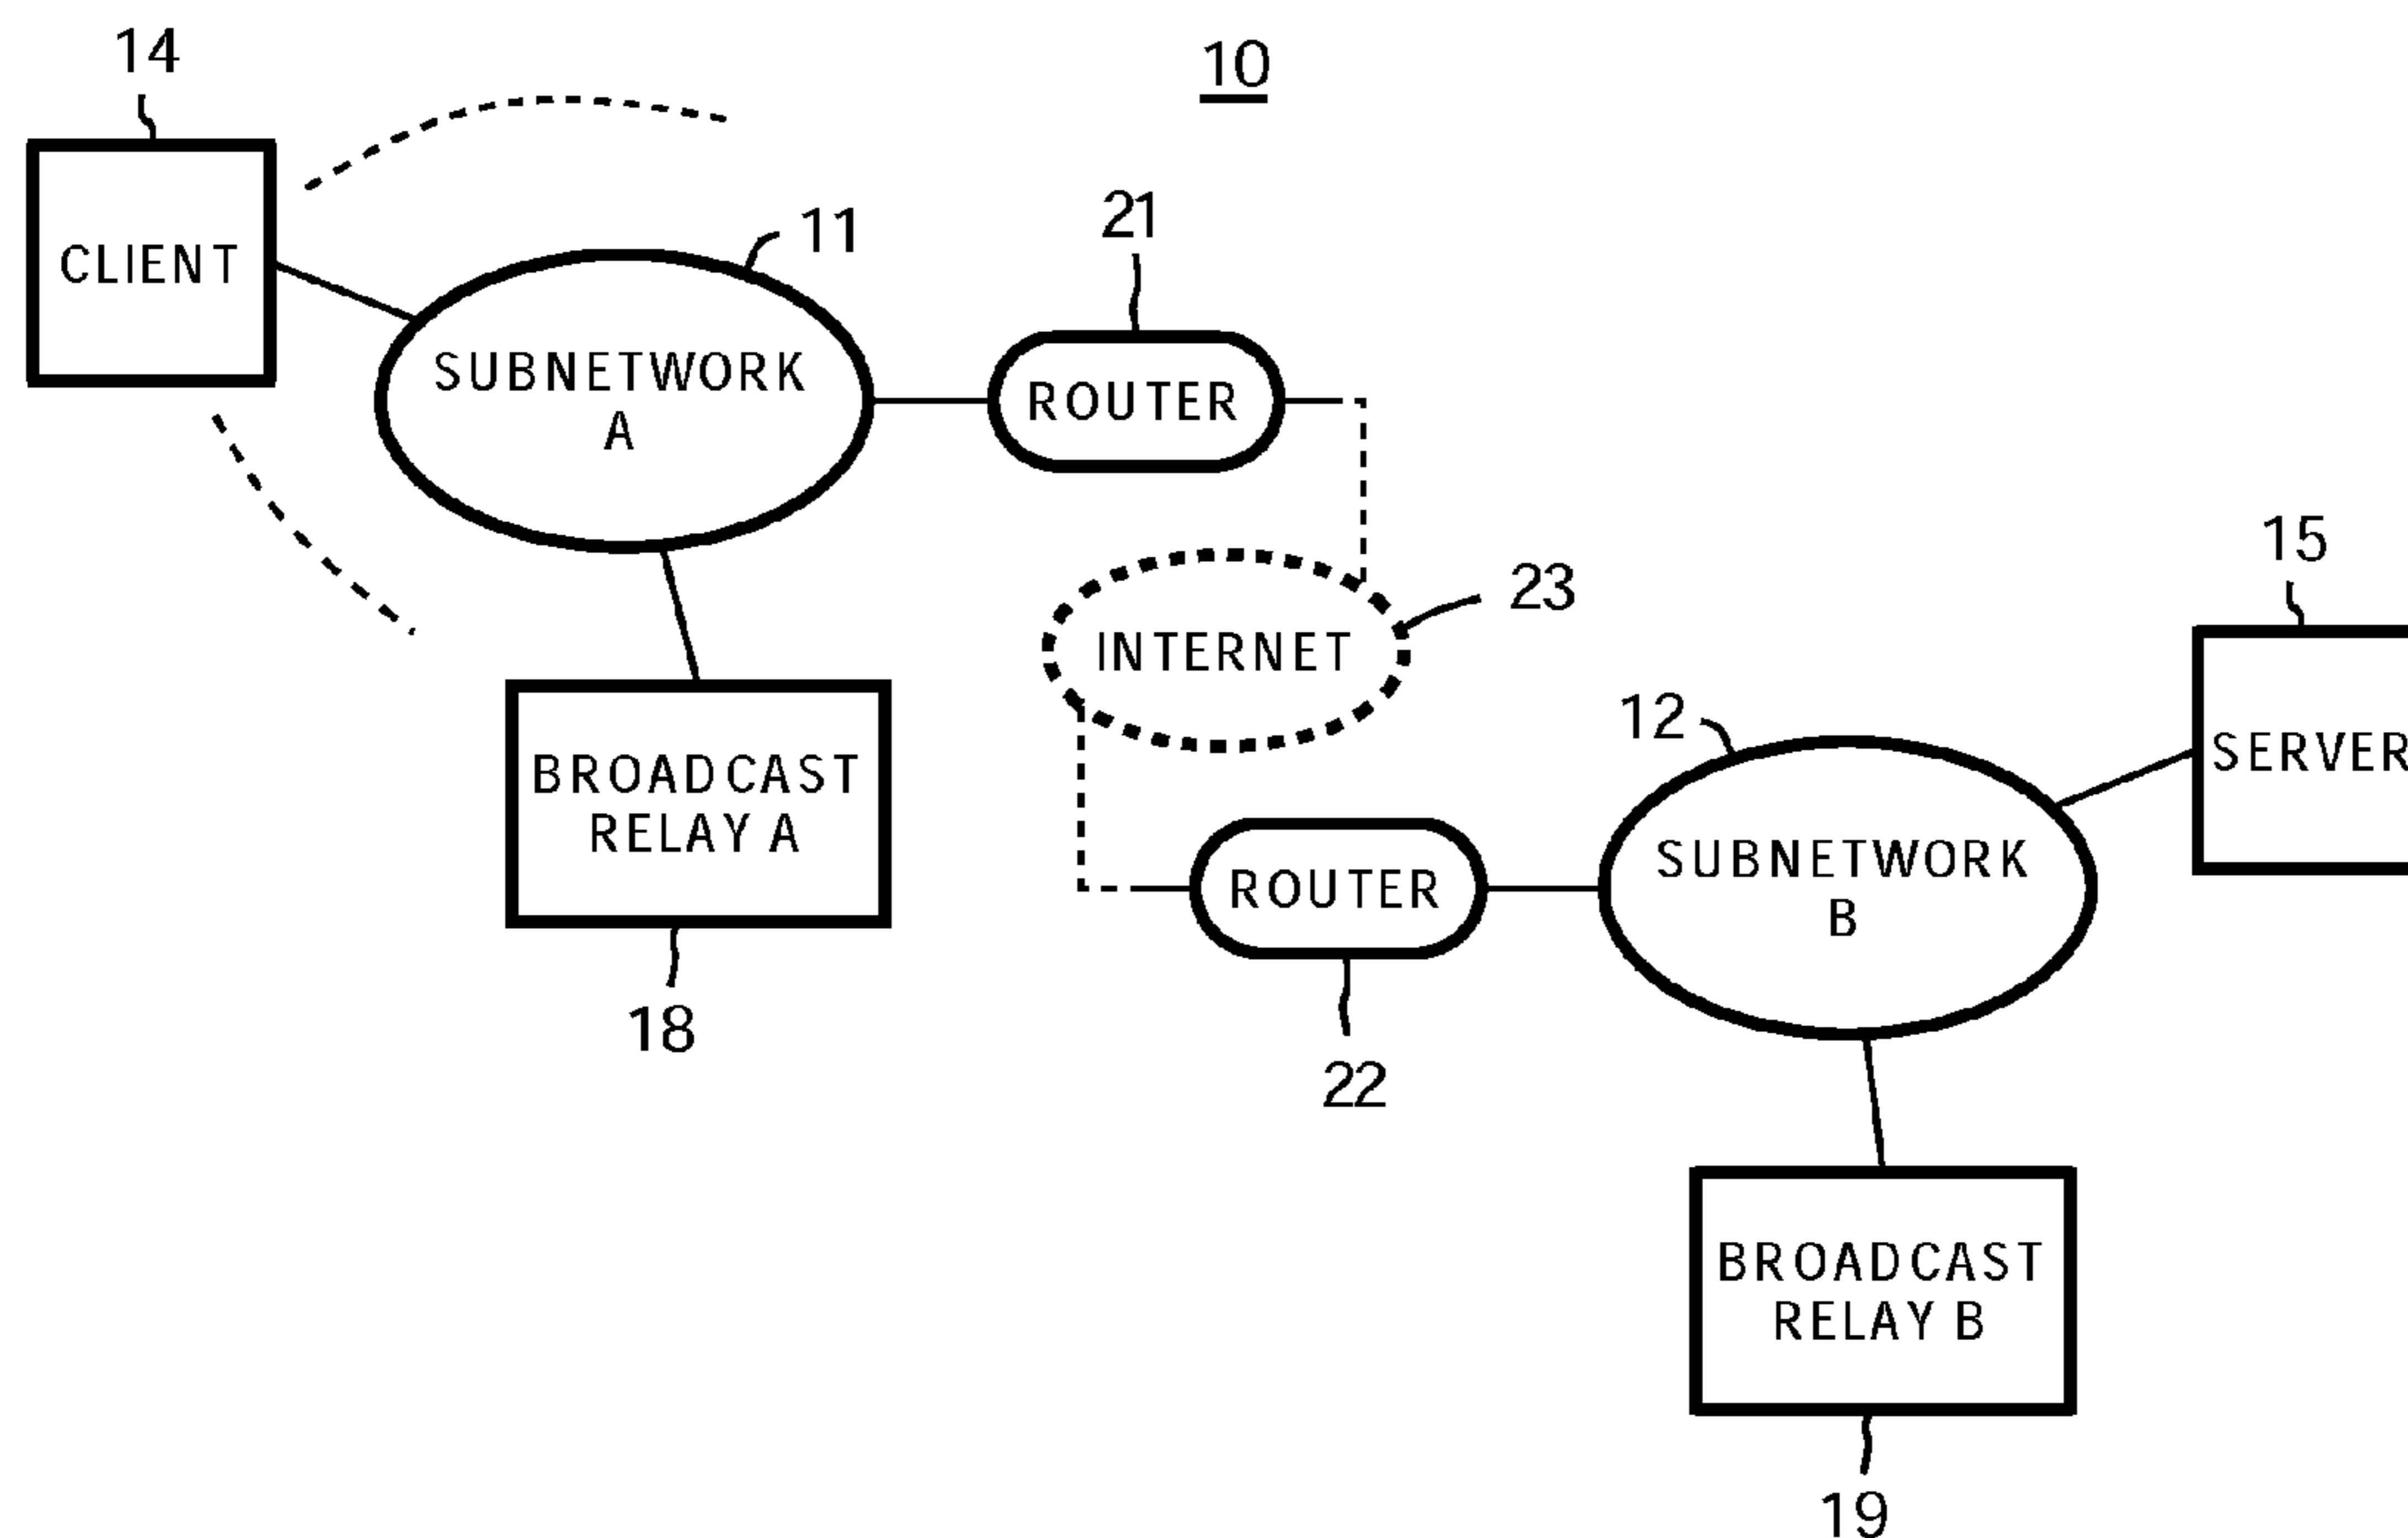 14
10
CLIENT
11
21
SUBNETWORK
A
ROUTER
15
23
INTERNET
SERVER
12
BROADCAST
RELAY A
ROUTER
SUBNETWORK
B
18
22
BROADCAST
RELAY B
19